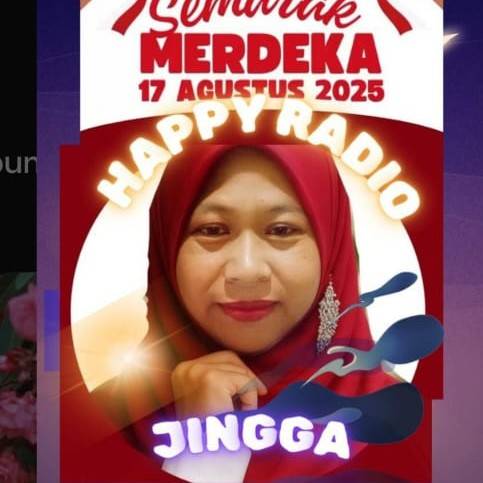 Semarak
MERDEKA
17 AGUSTUS 2025
HAPPY RADIO
JINGGA